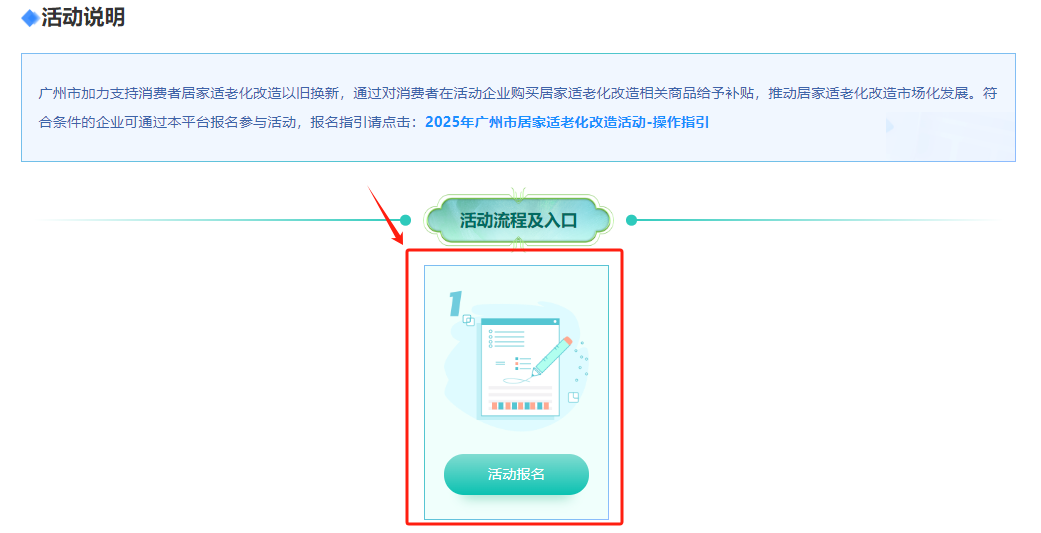 活动说明
广州市加力支持消费者居家适老化改造以旧换新，通过对消费者在活动企业购买居家适老化改造相关商品给予补贴，推动居家适老化改造市场化发展。符
合条件的企业可通过本平台报名参与活动，报名指引请点击：2025年广州市居家适老化改造活动-操作指引
活动流程及入口
1
活动报名